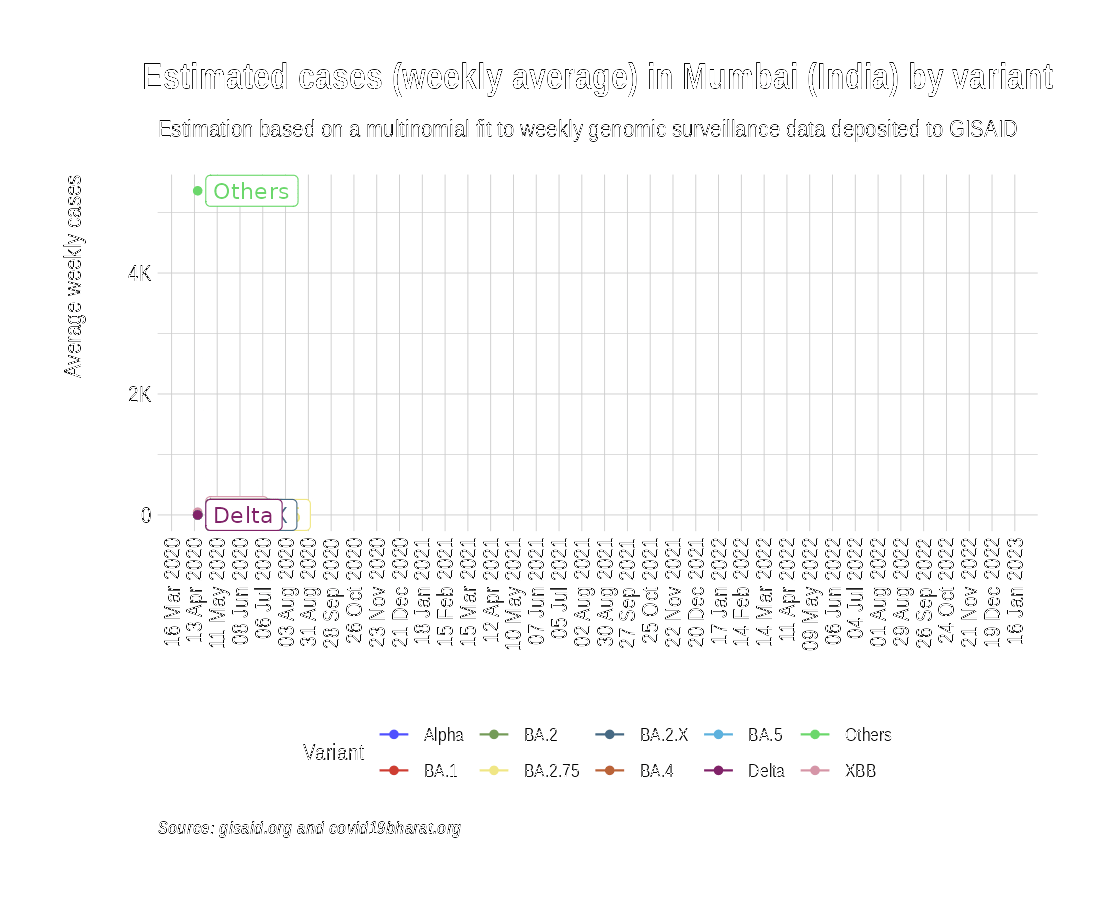 Estimated cases (weekly average) in Mumbai (India) by variant
Estimation based on a multinomial fit to weekly genomic surveillance data deposited to GISAID
Average weekly cases
Others
4K
2K
0
Delta
X
16 Mar 2020
13 Apr 2020
11 May 2020
08 Jun 2020
06 Jul 2020
03 Aug 2020
31 Aug 2020
28 Sep 2020
26 Oct 2020
23 Nov 2020
21 Dec 2020
18 Jan 2021
15 Feb 2021
15 Mar 2021
12 Apr 2021
10 May 2021
07 Jun 2021
05 Jul 2021
02 Aug 2021
30 Aug 2021
27 Sep 2021
25 Oct 2021
22 Nov 2021
20 Dec 2021
17 Jan 2022
14 Feb 2022
14 Mar 2022
11 Apr 2022
09 May 2022
06 Jun 2022
04 Jul 2022
01 Aug 2022
29 Aug 2022
26 Sep 2022
24 Oct 2022
21 Nov 2022
19 Dec 2022
16 Jan 2023
Variant
Alpha BA.2 BA.2.X BA.5 Others
BA.1 BA.2.75 BA.4 Delta XBB
Source: gisaid.org and covid19bharat.org